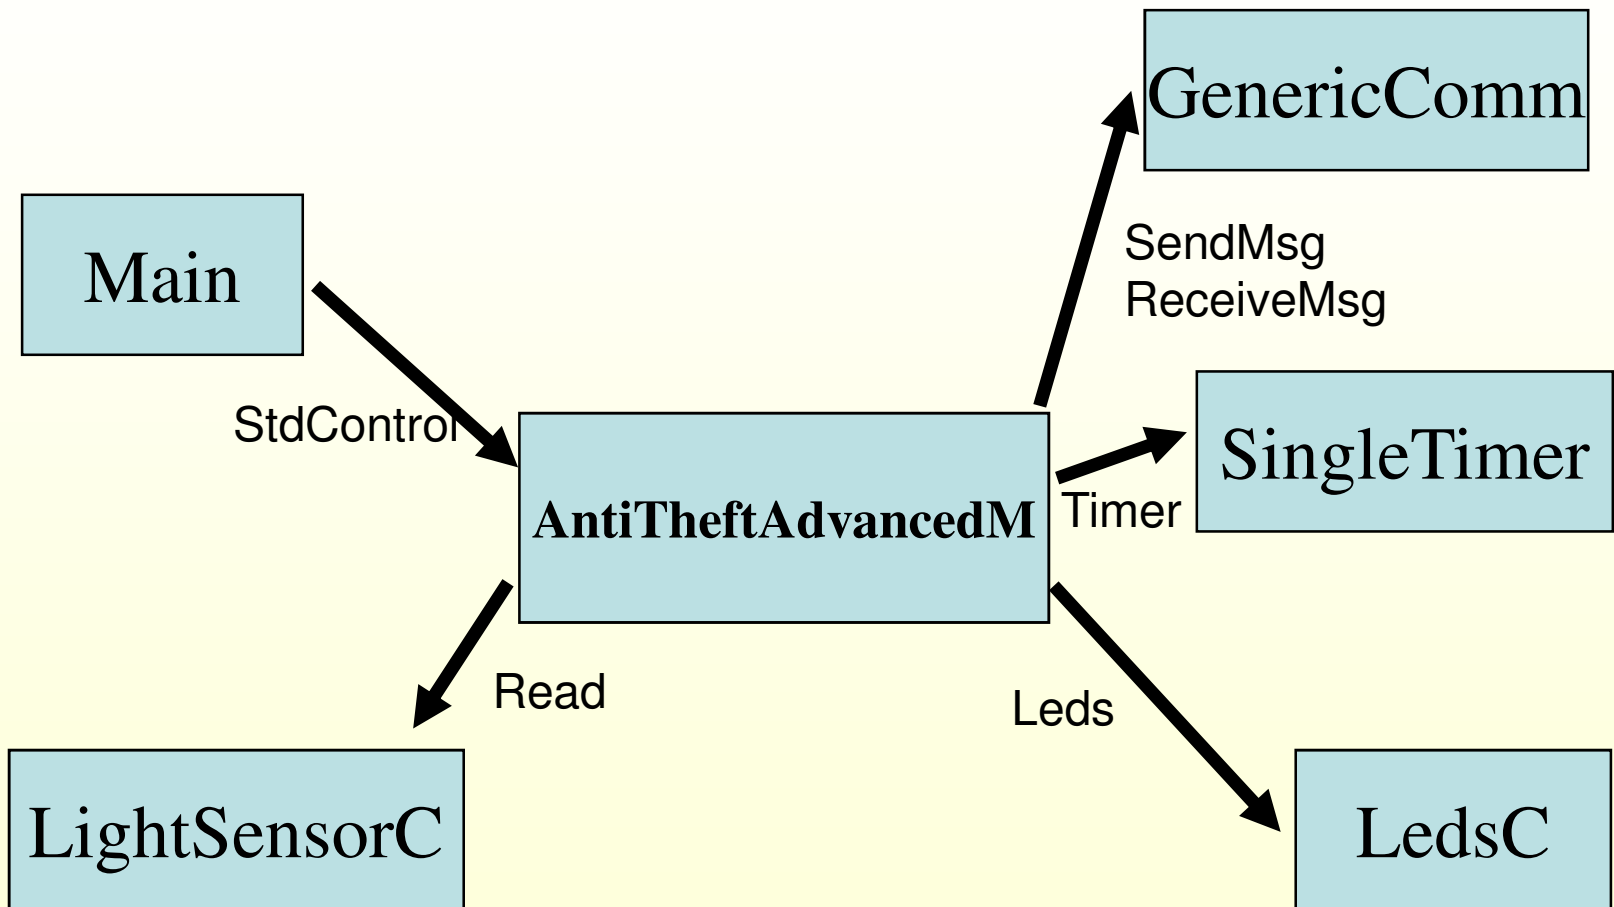 GenericComm
SendMsg
ReceiveMsg
Main
StdControl
SingleTimer
AntiTheftAdvancedM
Timer
Read
Leds
LightSensorC
LedsC